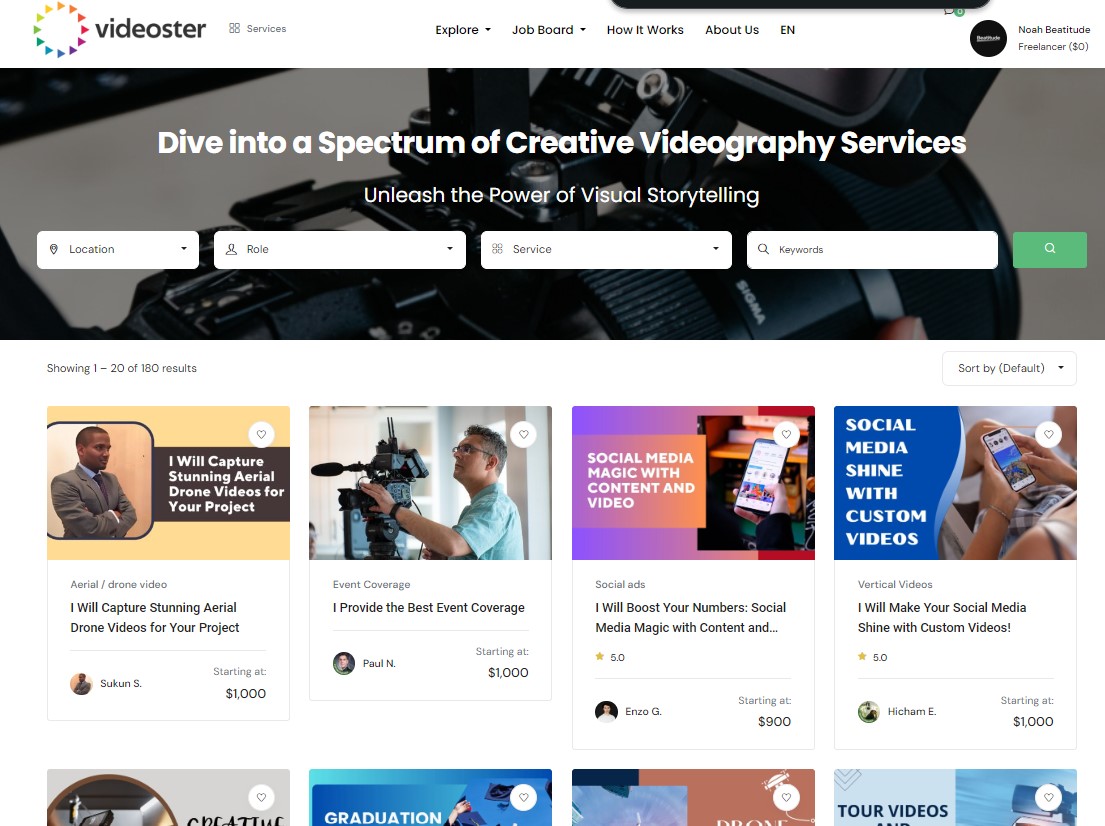 videoster
Services
Explore
Job Board
How It Works
About Us
EN
0
Beatitude
Noah Beatitude
Freelancer ($0)
Dive into a Spectrum of Creative Videography Services
Unleash the Power of Visual Storytelling
Location
Role
Service
Keywords
SIGMA
Showing 1 – 20 of 180 results
Sort by (Default)
I Will Capture
Stunning Aerial
Drone Videos for
Your Project
Aerial / drone video
I Will Capture Stunning Aerial
Drone Videos for Your Project
Sukun S.
Starting at:
$1,000
Event Coverage
I Provide the Best Event Coverage
Paul N.
Starting at:
$1,000
SOCIAL MEDIA
MAGIC WITH
CONTENT AND
VIDEO
Social ads
I Will Boost Your Numbers: Social
Media Magic with Content and...
5.0
Enzo G.
Starting at:
$900
SOCIAL
MEDIA
SHINE
WITH
CUSTOM
VIDEOS
Vertical Videos
I Will Make Your Social Media
Shine with Custom Videos!
5.0
Hicham E.
Starting at:
$1,000
CREATIVE
GRADUATION
DRONE
TOUR VIDEOS
AND